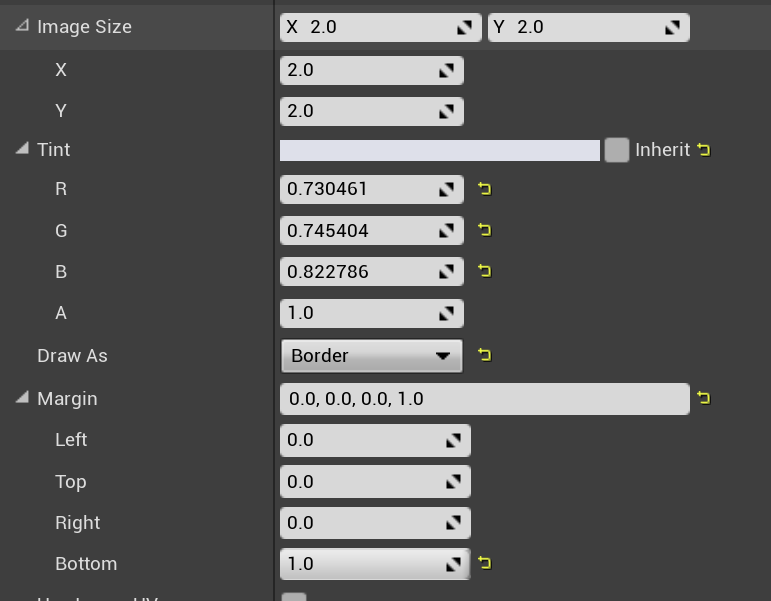 Image Size X 2.0 Y 2.0
X 2.0
Y 2.0
Tint Inherit
R 0.730461
G 0.745404
B 0.822786
A 1.0
Draw As Border
Margin 0.0, 0.0, 0.0, 1.0
Left 0.0
Top 0.0
Right 0.0
Bottom 1.0